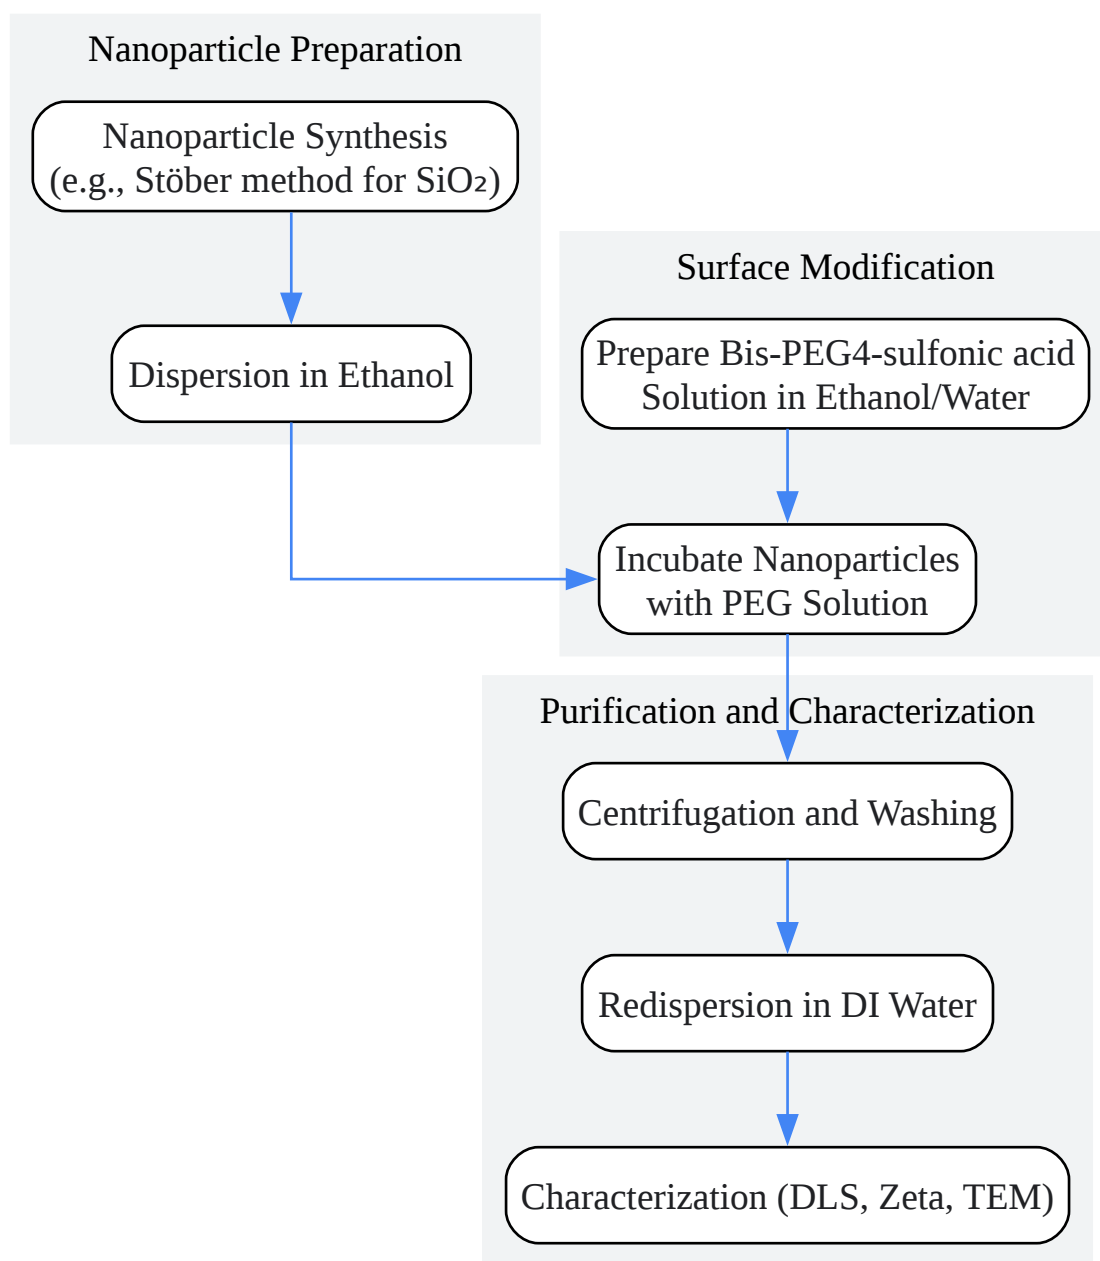 Nanoparticle Preparation
Nanoparticle Synthesis
(e.g., Stöber method for SiO₂)
Dispersion in Ethanol
Surface Modification
Prepare Bis-PEG4-sulfonic acid
Solution in Ethanol/Water
Incubate Nanoparticles
with PEG Solution
Purification and Characterization
Centrifugation and Washing
Redispersion in DI Water
Characterization (DLS, Zeta, TEM)